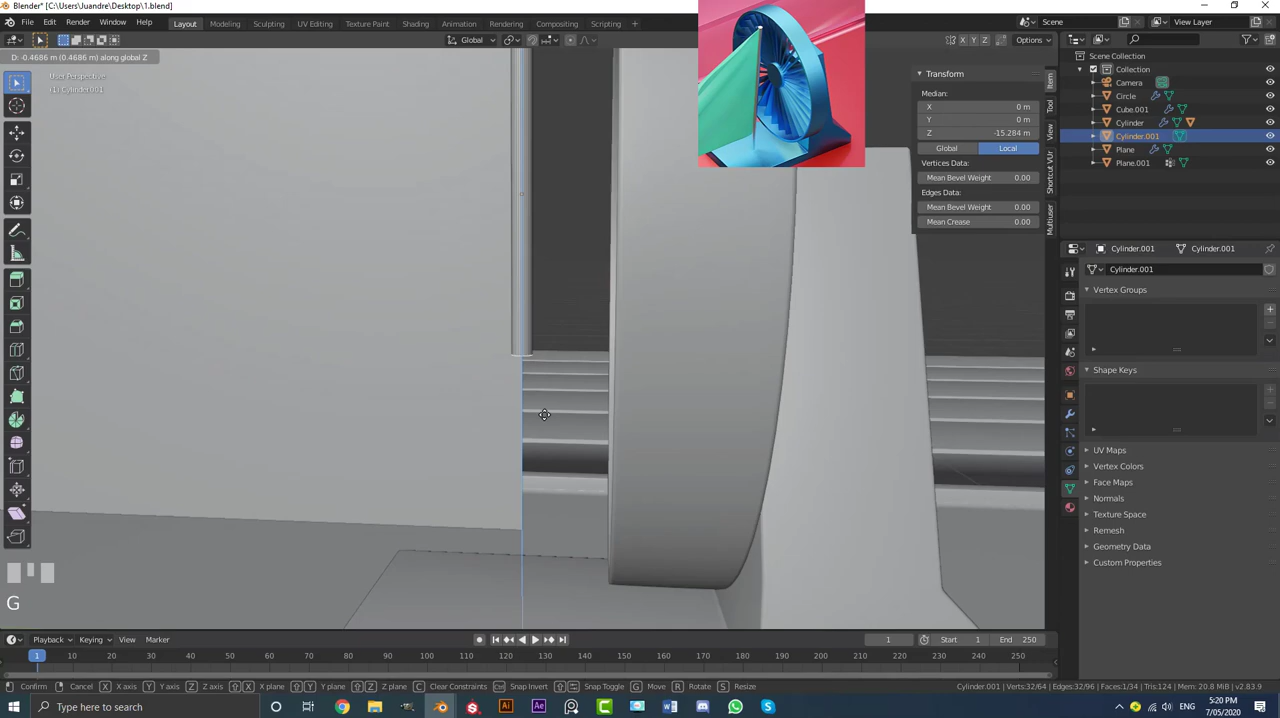 Blender* [C:\Users\Juandre\Desktop\1.blend]
File Edit Render Window Help Layout Modeling Sculpting UV Editing Texture Paint Shading Animation Rendering Compositing Scripting + Scene View Layer
Global X Y Z Options
D: -0.4686 m (0.4686 m) along global Z
User Perspective
(1) Cylinder.001
Transform
Median:
X 0 m
Y 0 m
Z -15.284 m
Global Local
Vertices Data:
Mean Bevel Weight 0.00
Edges Data:
Mean Bevel Weight 0.00
Mean Crease 0.00
Item
Tool
View
Shortcut VUr
Multiuser
Scene Collection
Collection
Camera
Circle
Cube.001
Cylinder
Cylinder.001
Plane
Plane.001
Cylinder.001 Cylinder.001
Cylinder.001
Vertex Groups
Shape Keys
UV Maps
Vertex Colors
Face Maps
Normals
Texture Space
Remesh
Geometry Data
Custom Properties
G
Playback Keying View Marker 1 Start 1 End 250
1 10 20 30 40 50 60 70 80 90 100 110 120 130 140 150 160 170 180 190 200 210 220 230 240 250
Confirm Cancel X X axis Y Y axis Z Z axis X X plane Y Y plane Z Z plane C Clear Constraints Snap Invert Snap Toggle G Move R Rotate S Resize Cylinder.001 | Verts:32/64 | Edges:32/96 | Faces:1/34 | Tris:124 | Mem: 20.8 MiB | v2.83.9
Type here to search
5:20 PM
7/05/2020